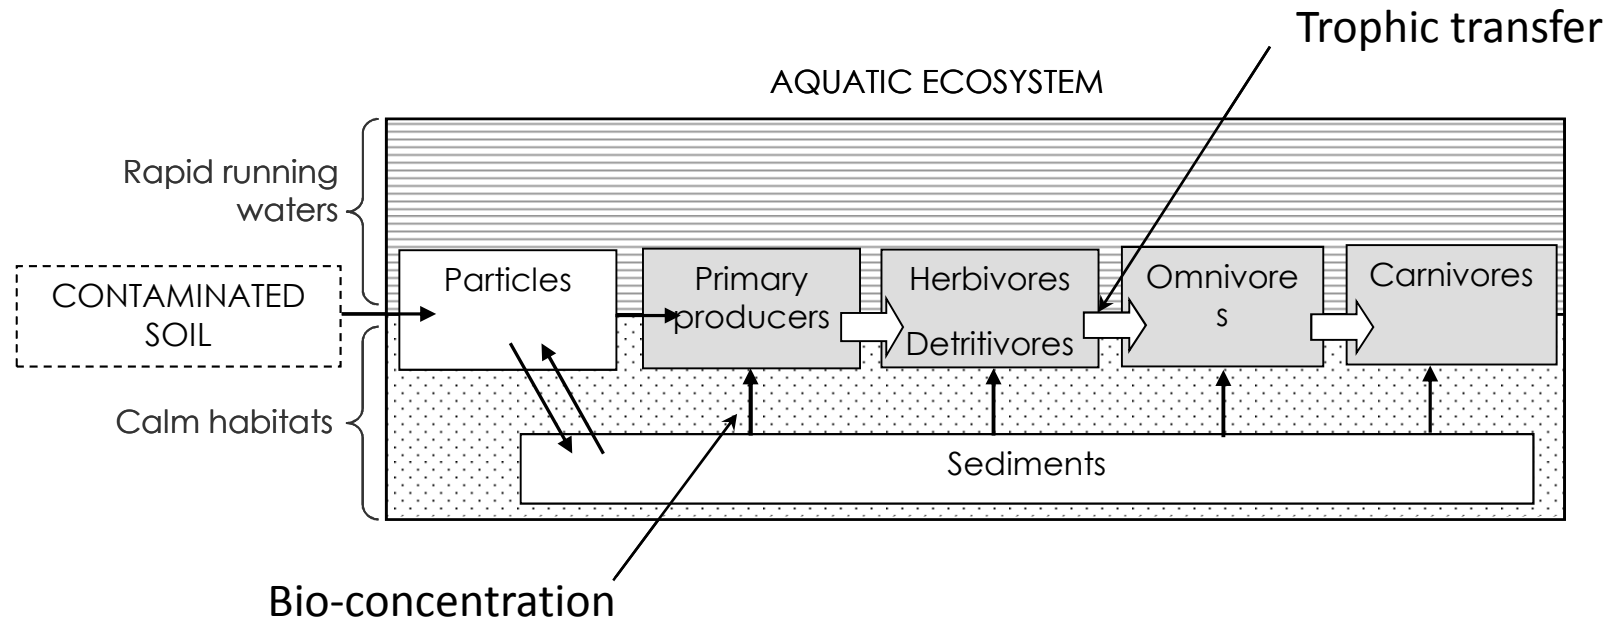 Trophic transfer
AQUATIC ECOSYSTEM
Rapid running
waters
CONTAMINATED
SOIL
Particles
Primary
producers
Herbivores
Detritivores
Omnivore
s
Carnivores
Calm habitats
Sediments
Bio-concentration